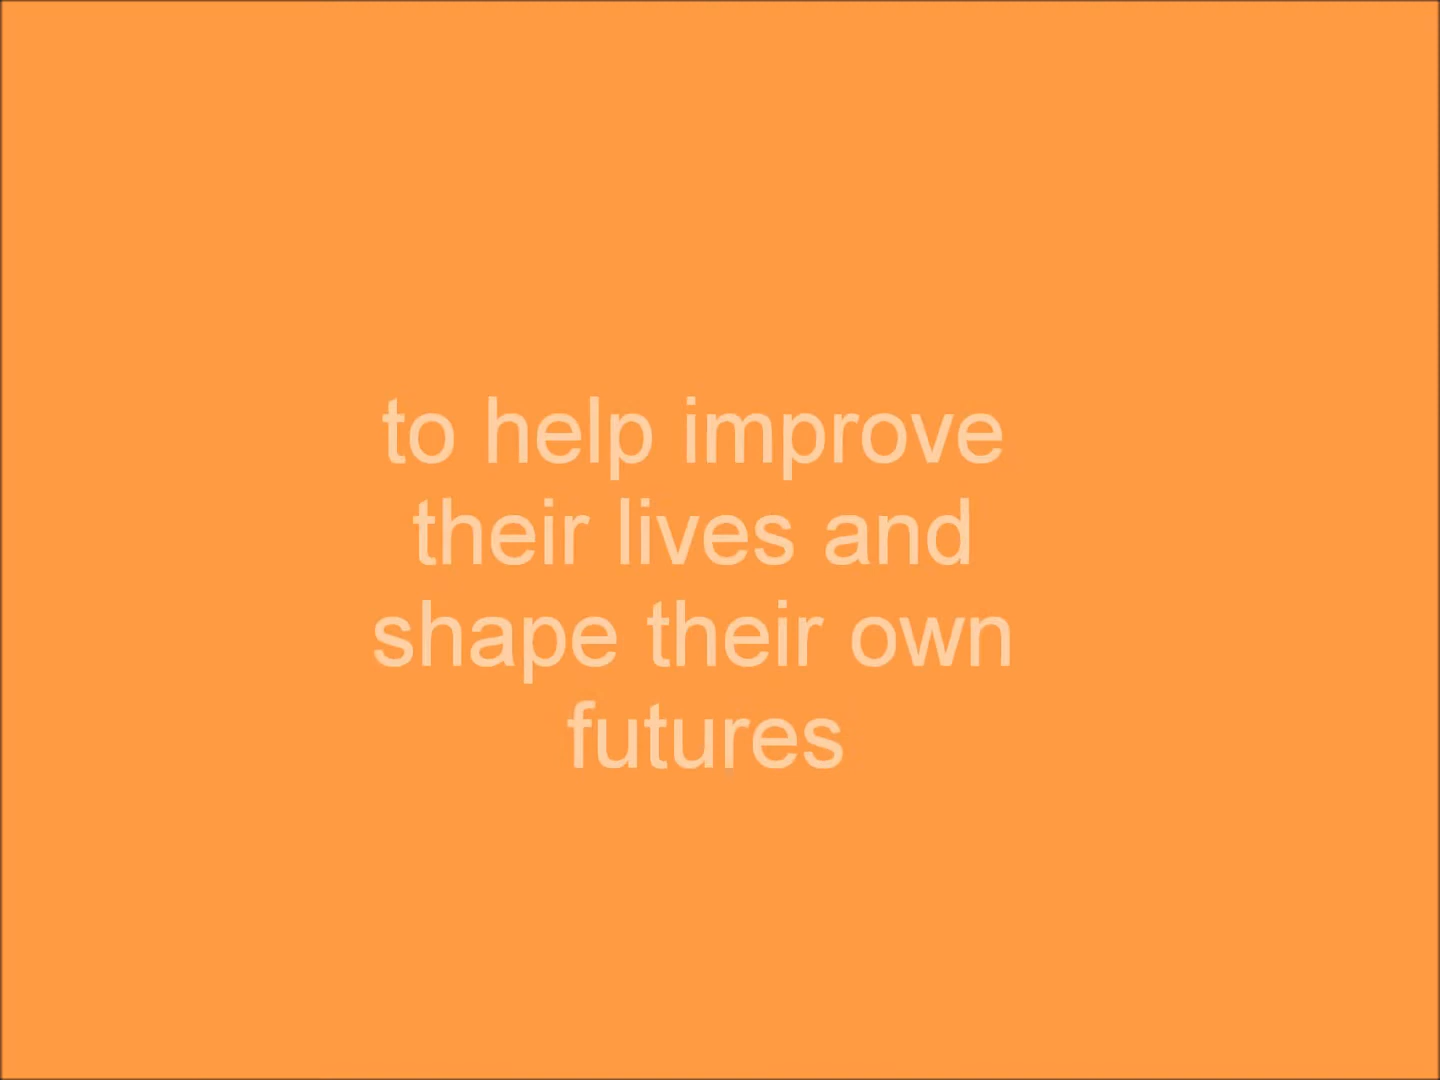 to help improve
their lives and
shape their own
futures